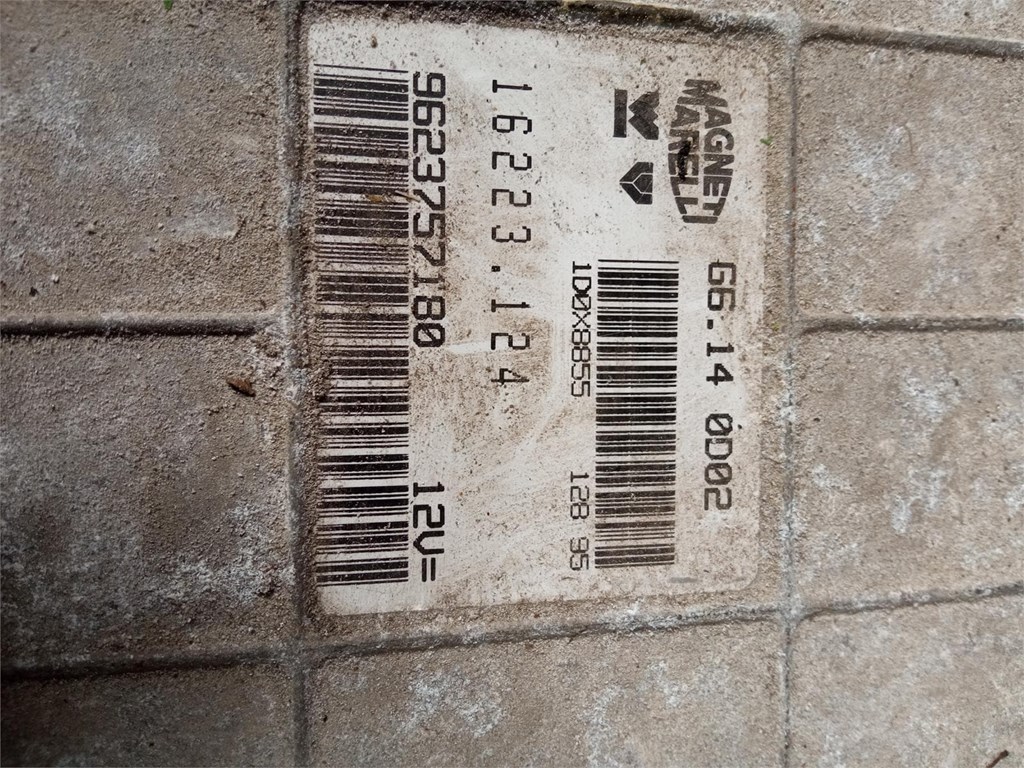 MAGNETI
MARELLI
G6.14 0D02
1D0X8855 128 95
16223.124
9623757180 12V=